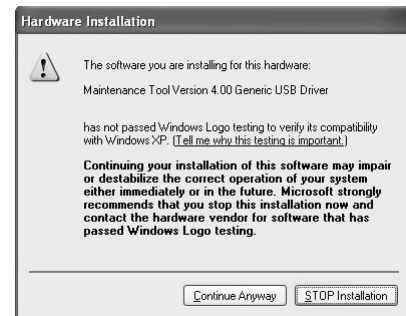 Hardware Installation
The software you are installing for this hardware:
Maintenance Tool Version 4.00 Generic USB Driver
has not passed Windows Logo testing to verify its compatibility
with Windows XP. (Tell me why this testing is important.)
Continuing your installation of this software may impair
or destabilize the correct operation of your system
either immediately or in the future. Microsoft strongly
recommends that you stop this installation now and
contact the hardware vendor for software that has
passed Windows Logo testing.
Continue Anyway
STOP Installation